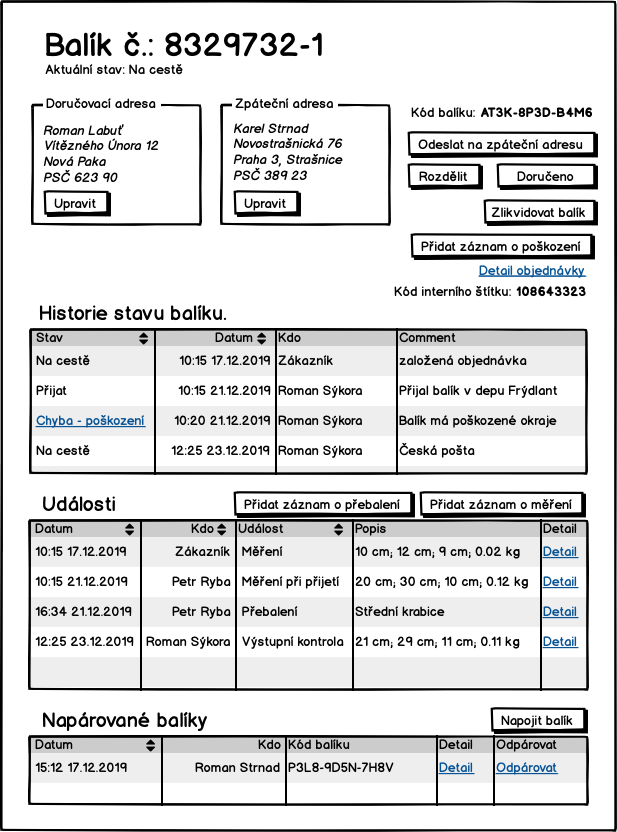 Balík č.: 8329732-1
Aktuální stav: Na cestě
Doručovací adresa
Roman Labuť
Vítězného Února 12
Nová Paka
PSČ 623 90
Upravit
Zpáteční adresa
Karel Strnad
Novostrašnická 76
Praha 3, Strašnice
PSČ 389 23
Upravit
Kód balíku: AT3K-8P3D-B4M6
Odeslat na zpáteční adresu
Rozdělit Doručeno
Zlikvidovat balík
Přidat záznam o poškození
Detail objednávky
Kód interního štítku: 108643323
Historie stavu balíku.
Stav Datum Kdo Comment
Na cestě 10:15 17.12.2019 Zákazník založená objednávka
Přijat 10:15 21.12.2019 Roman Sýkora Přijal balík v depu Frýdlant
Chyba - poškození 10:20 21.12.2019 Roman Sýkora Balík má poškozené okraje
Na cestě 12:25 23.12.2019 Roman Sýkora Česká pošta
Události Přidat záznam o přebalení Přidat záznam o měření
Datum Kdo Událost Popis Detail
10:15 17.12.2019 Zákazník Měření 10 cm; 12 cm; 9 cm; 0.02 kg Detail
10:15 21.12.2019 Petr Ryba Měření při přijetí 20 cm; 30 cm; 10 cm; 0.12 kg Detail
16:34 21.12.2019 Petr Ryba Přebalení Střední krabice Detail
12:25 23.12.2019 Roman Sýkora Výstupní kontrola 21 cm; 29 cm; 11 cm; 0.11 kg Detail
Napárované balíky Napojit balík
Datum Kdo Kód balíku Detail Odpárovat
15:12 17.12.2019 Roman Strnad P3L8-9D5N-7H8V Detail Odpárovat